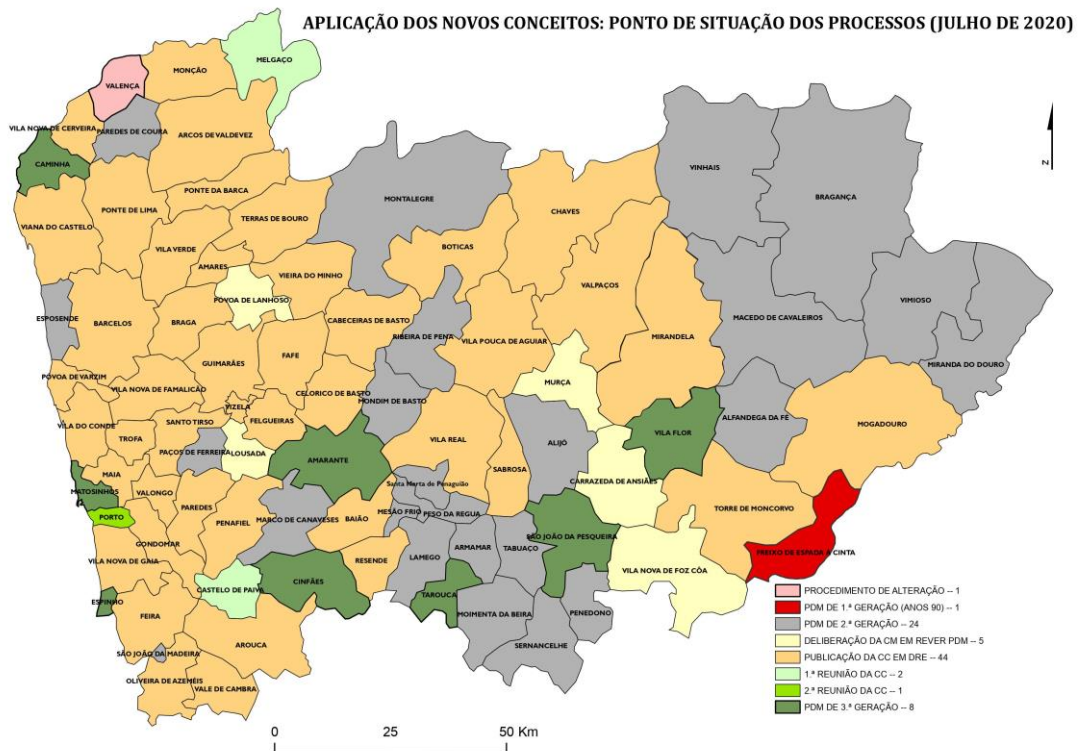 APLICAÇÃO DOS NOVOS CONCEITOS: PONTO DE SITUAÇÃO DOS PROCESSOS (JULHO DE 2020)
MELGAÇO
MONÇÃO
VALENÇA
VILA NOVA DE CERVEIRA
PAREDES DE COURA
ARCOS DE VALDEVEZ
CAMINHA
VINHAIS
BRAGANÇA
PONTE DA BARCA
MONTALEGRE
PONTE DE LIMA
TERRAS DE BOURO
CHAVES
VIANA DO CASTELO
VILA VERDE
BOTICAS
AMARES
VIEIRA DO MINHO
VALPAÇOS
PÓVOA DE LANHOSO
VIMIOSO
ESPOSENDE
BARCELOS
BRAGA
CABECEIRAS DE BASTO
MACEDO DE CAVALEIROS
RIBEIRA DE PENA
VILA POUCA DE AGUIAR
MIRANDELA
FAFE
GUIMARÃES
MIRANDA DO DOURO
PÓVOA DE VARZIM
MURÇA
VILA NOVA DE FAMALICÃO
CELORICO DE BASTO
MONDIM DE BASTO
VIZELA
ALFANDEGA DA FÉ
VILA DO CONDE
SANTO TIRSO
FELGUEIRAS
MOGADOURO
TROFA
VILA REAL
ALIJÓ
VILA FLOR
PAÇOS DE FERREIRA
LOUSADA
AMARANTE
MAIA
SABROSA
CARRAZEDA DE ANSIÃES
Santa Marta de Penaguião
MATOSINHOS
VALONGO
PAREDES
TORRE DE MONCORVO
MESÃO FRIO
PESO DA REGUA
PORTO
PENAFIEL
MARCO DE CANAVESES
BAIÃO
SÃO JOÃO DA PESQUEIRA
GONDOMAR
ARMAMAR
TABUAÇO
FREIXO DE ESPADA À CINTA
VILA NOVA DE GAIA
RESENDE
LAMEGO
VILA NOVA DE FOZ CÔA
CINFÃES
CASTELO DE PAIVA
TAROUCA
ESPINHO
FEIRA
MOIMENTA DA BEIRA
PENEDONO
AROUCA
SERNANCELHE
SÃO JOÃO DA MADEIRA
OLIVEIRA DE AZEMÉIS
VALE DE CAMBRA
N
PROCEDIMENTO DE ALTERAÇÃO -- 1
PDM DE 1.ª GERAÇÃO (ANOS 90) -- 1
PDM DE 2.ª GERAÇÃO -- 24
DELIBERAÇÃO DA CM EM REVER PDM -- 5
PUBLICAÇÃO DA CC EM DRE -- 44
1.ª REUNIÃO DA CC -- 2
2.ª REUNIÃO DA CC -- 1
PDM DE 3.ª GERAÇÃO -- 8
0 25 50 Km